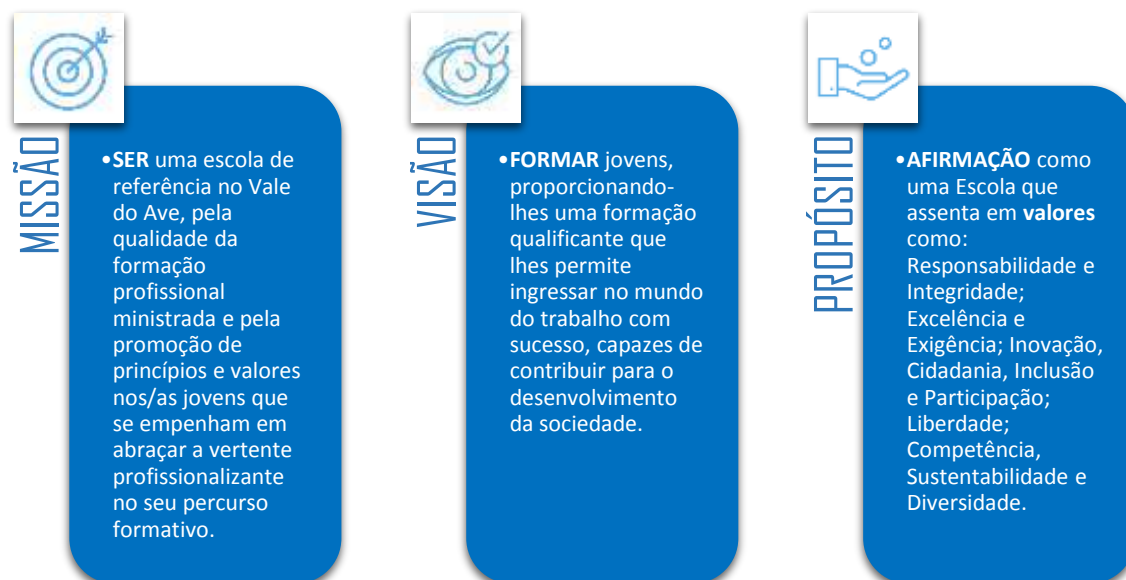 MISSÃO
•SER uma escola de
referência no Vale
do Ave, pela
qualidade da
formação
profissional
ministrada e pela
promoção de
princípios e valores
nos/as jovens que
se empenham em
abraçar a vertente
profissionalizante
no seu percurso
formativo.
VISÃO
•FORMAR jovens,
proporcionando-
lhes uma formação
qualificante que
lhes permite
ingressar no mundo
do trabalho com
sucesso, capazes de
contribuir para o
desenvolvimento
da sociedade.
PROPÓSITO
•AFIRMAÇÃO como
uma Escola que
assenta em valores
como:
Responsabilidade e
Integridade;
Excelência e
Exigência; Inovação,
Cidadania, Inclusão
e Participação;
Liberdade;
Competência,
Sustentabilidade e
Diversidade.